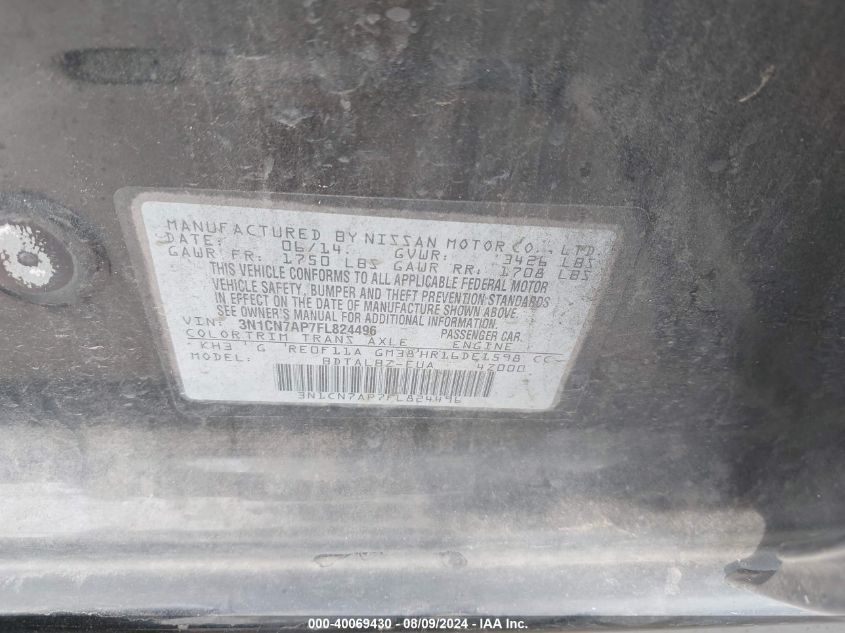 MANUFACTURED BY NISSAN MOTOR CO., LTD.
DATE: 06/14 GVWR: 3426 LBS
GAWR FR: 1750 LBS GAWR RR: 1708 LBS
THIS VEHICLE CONFORMS TO ALL APPLICABLE FEDERAL MOTOR
VEHICLE SAFETY, BUMPER AND THEFT PREVENTION STANDARDS
IN EFFECT ON THE DATE OF MANUFACTURE SHOWN ABOVE.
SEE OWNER'S MANUAL FOR ADDITIONAL INFORMATION.
VIN: 3N1CN7AP7FL824496 PASSENGER CAR
COLOR TRIM TRANS AXLE ENGINE
KH3 G RE0F11A GM38 HR16DE 1598 CC
MODEL: BDTALBZ-EUA 4Z000
3N1CN7AP7FL824496
000-40069430 - 08/09/2024 - IAA Inc.